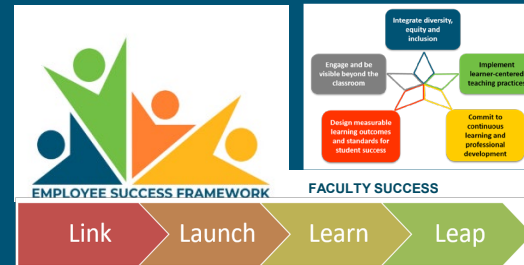 Integrate diversity,
equity and
inclusion
Engage and be
visible beyond the
classroom
Implement
learner-centered
teaching practices
Design measurable
learning outcomes
and standards for
student success
Commit to
continuous
learning and
professional
development
EMPLOYEE SUCCESS FRAMEWORK
FACULTY SUCCESS
Link
Launch
Learn
Leap